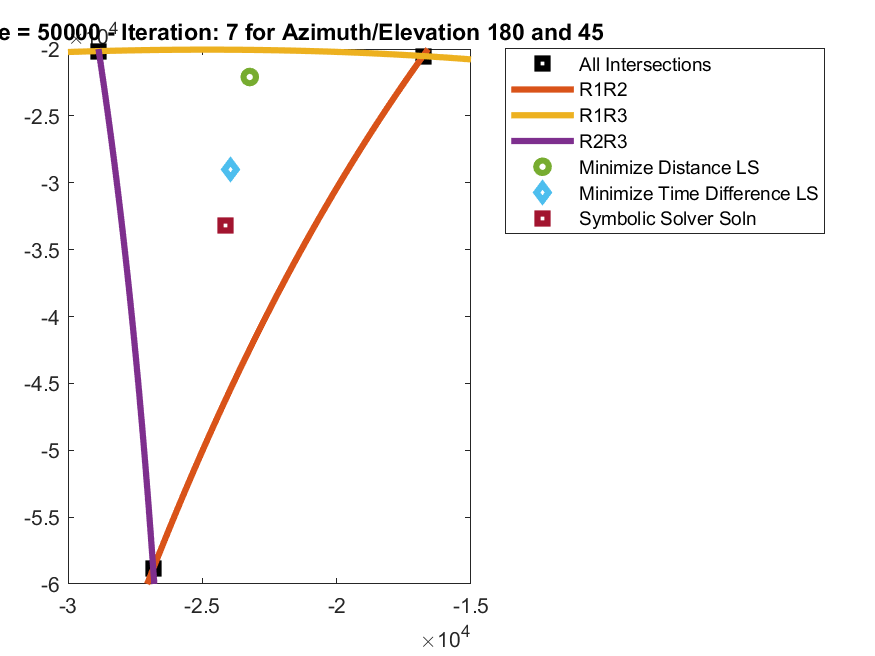 e = 50000 - Iteration: 7 for Azimuth/Elevation 180 and 45
×10^4
-2
-2.5
-3
-3.5
-4
-4.5
-5
-5.5
-6
-3
-2.5
-2
-1.5
×10^4
All Intersections
R1R2
R1R3
R2R3
Minimize Distance LS
Minimize Time Difference LS
Symbolic Solver Soln